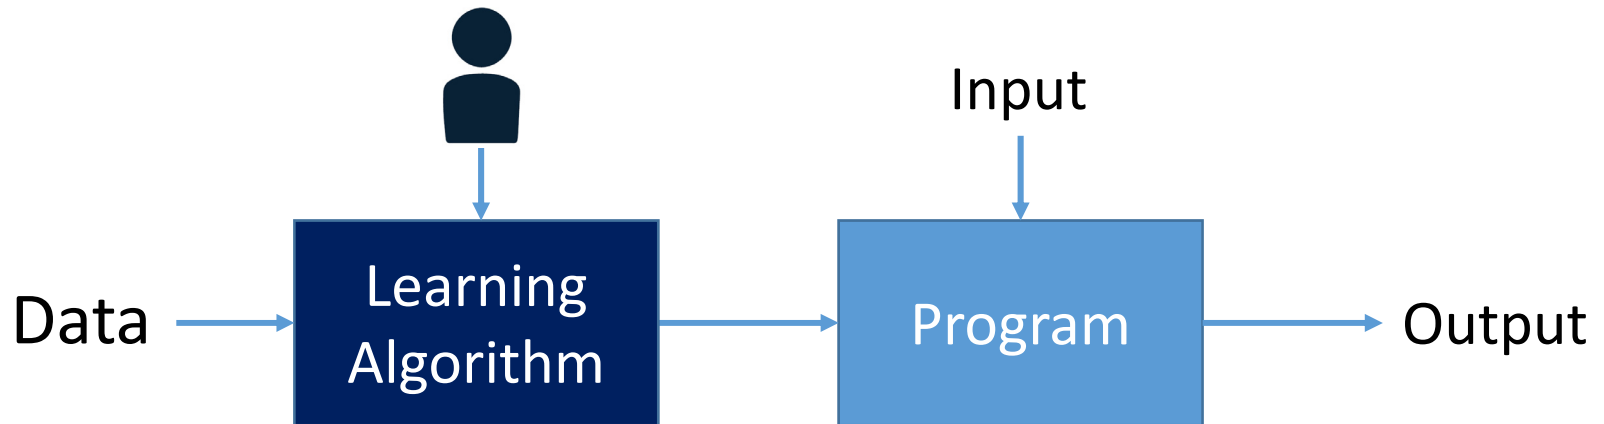 Input
Data
Learning
Algorithm
Program
Output